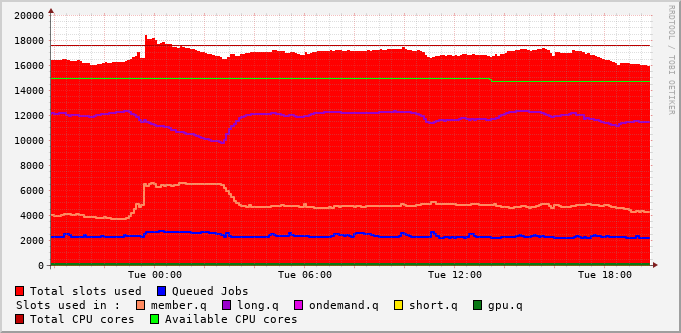 RRDTOOL / TOBI OETIKER
20000
18000
16000
14000
12000
10000
8000
6000
4000
2000
0
Tue 00:00 Tue 06:00 Tue 12:00 Tue 18:00
Total slots used Queued Jobs
Slots used in : member.q long.q ondemand.q short.q gpu.q
Total CPU cores Available CPU cores